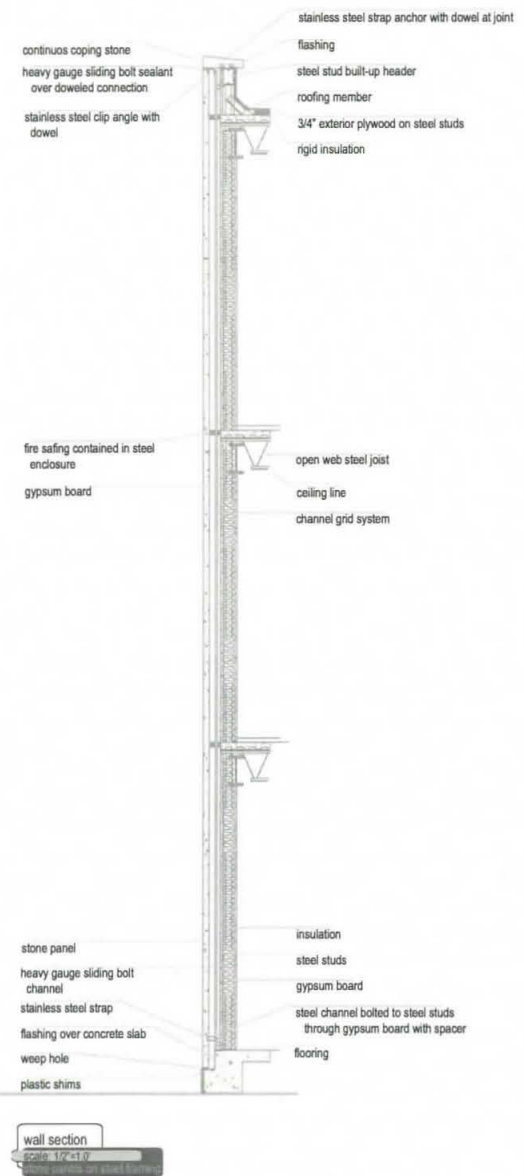 stainless steel strap anchor with dowel at joint
continuos coping stone
flashing
heavy gauge sliding bolt sealant
over doweled connection
steel stud built-up header
roofing member
stainless steel clip angle with
dowel
3/4" exterior plywood on steel studs
rigid insulation
fire safing contained in steel
enclosure
open web steel joist
gypsum board
ceiling line
channel grid system
stone panel
insulation
heavy gauge sliding bolt
channel
steel studs
gypsum board
stainless steel strap
steel channel bolted to steel studs
through gypsum board with spacer
flashing over concrete slab
flooring
weep hole
plastic shims
wall section
scale: 1/2"=1.0'
stone panels on steel framing